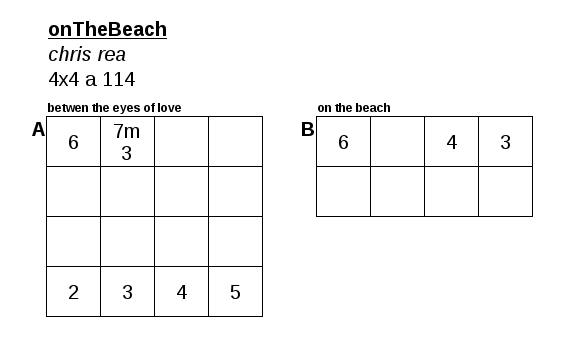 onTheBeach
chris rea
4x4 a 114
betwen the eyes of love
A
6 7m
3
2 3 4 5
on the beach
B
6 4 3